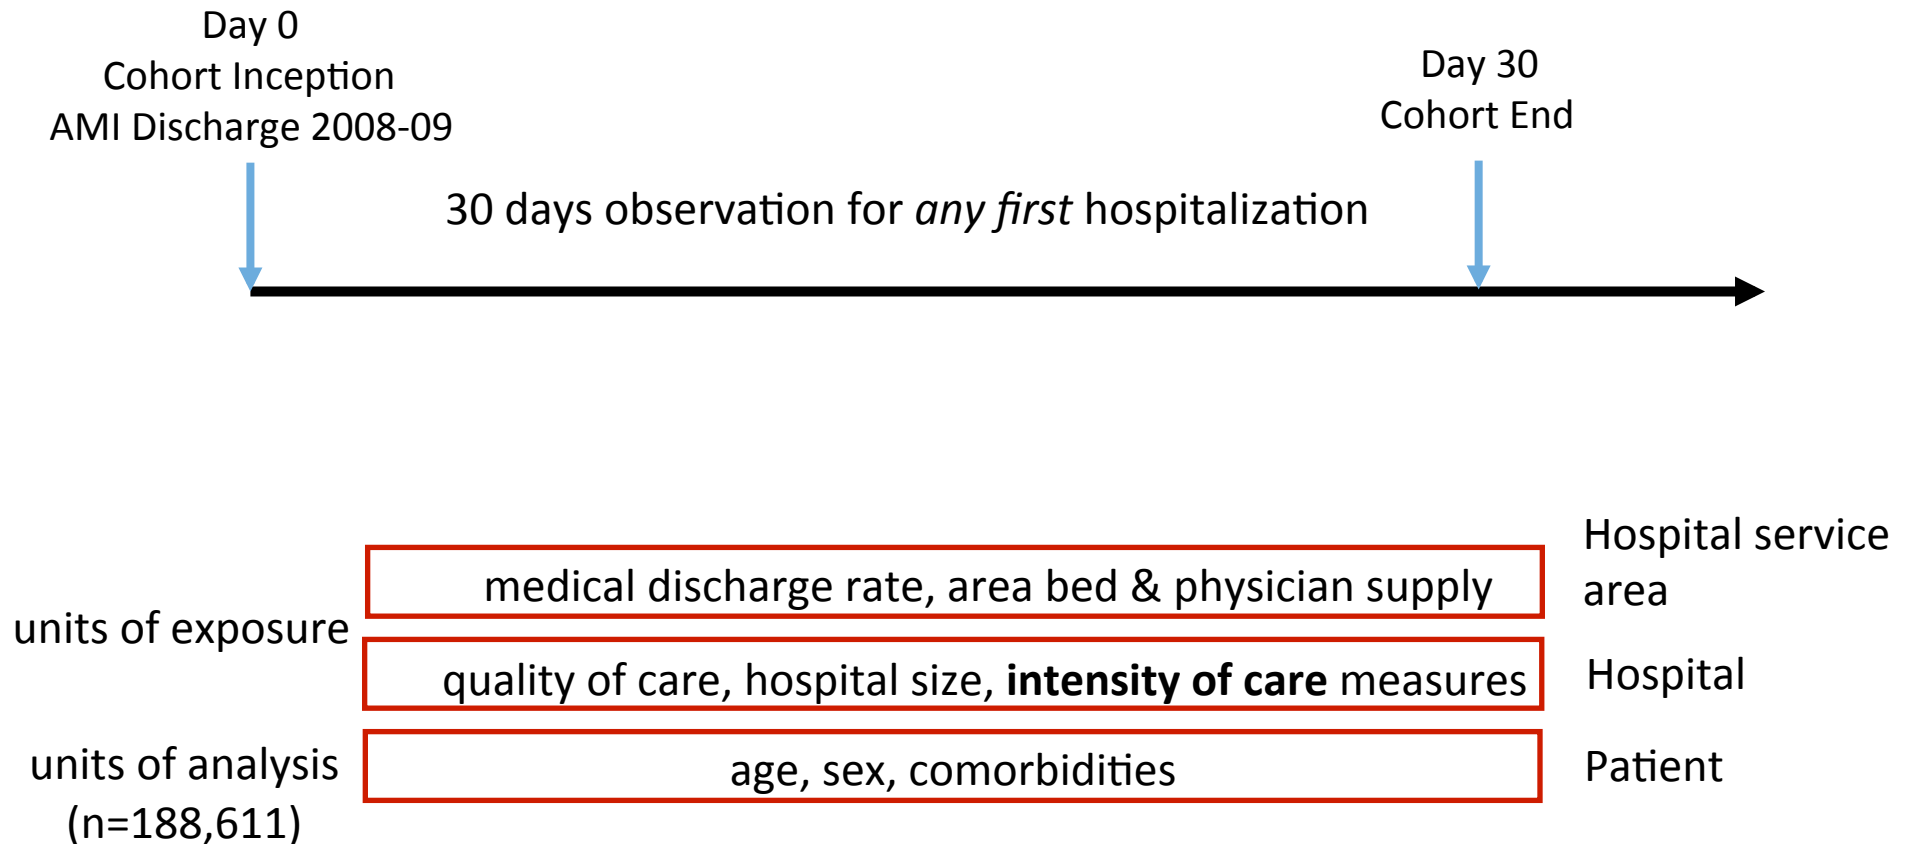 Day 0
Cohort Inception
AMI Discharge 2008-09
Day 30
Cohort End
30 days observation for any first hospitalization
units of exposure
medical discharge rate, area bed & physician supply
Hospital service
area
quality of care, hospital size, intensity of care measures
Hospital
units of analysis
(n=188,611)
age, sex, comorbidities
Patient